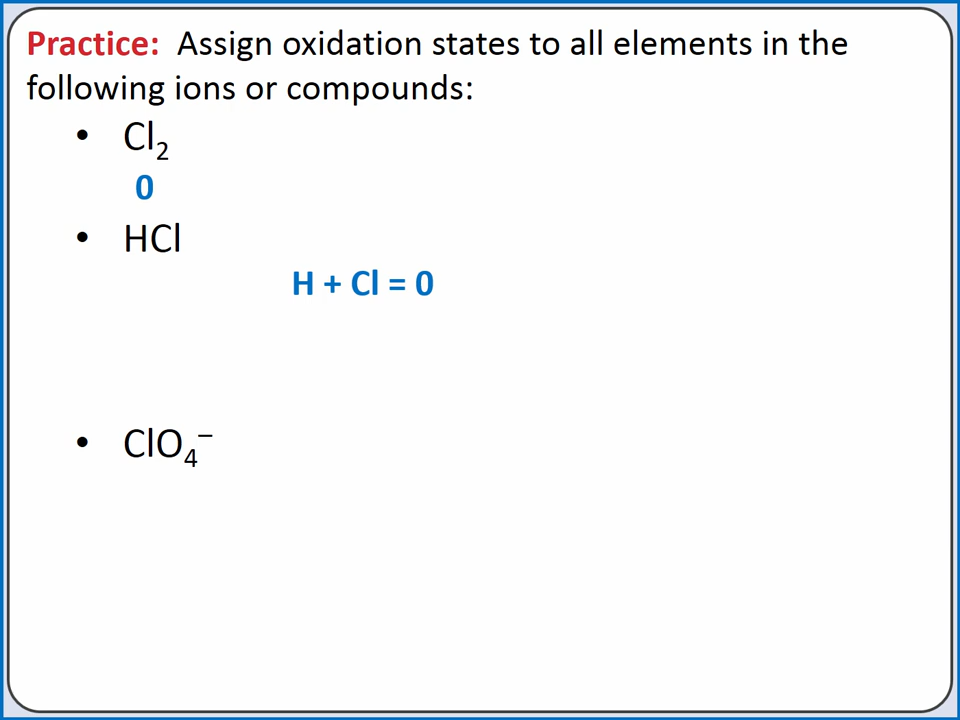 Practice: Assign oxidation states to all elements in the
following ions or compounds:
• Cl₂
0
• HCl
H + Cl = 0
• ClO₄⁻